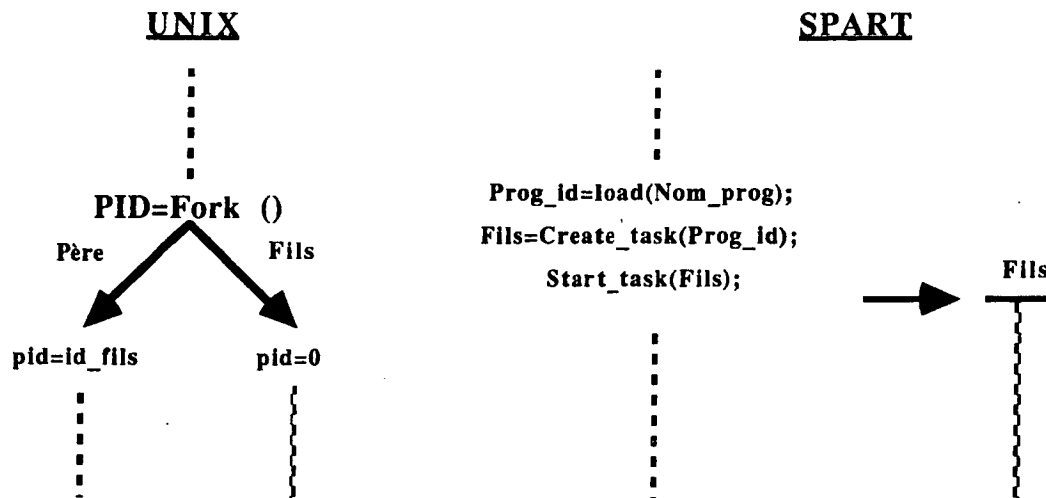 UNIX
PID=Fork ()
Père
Fils
pid=id_fils
pid=0
SPART
Prog_id=load(Nom_prog);
Fils=Create_task(Prog_id);
Start_task(Fils);
Fils